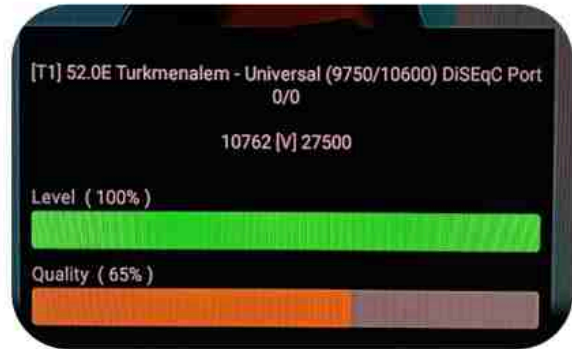 [T1] 52.0E Turkmenalem - Universal (9750/10600) DiSEqC Port
0/0
10762 [V] 27500
Level ( 100% )
Quality ( 65% )